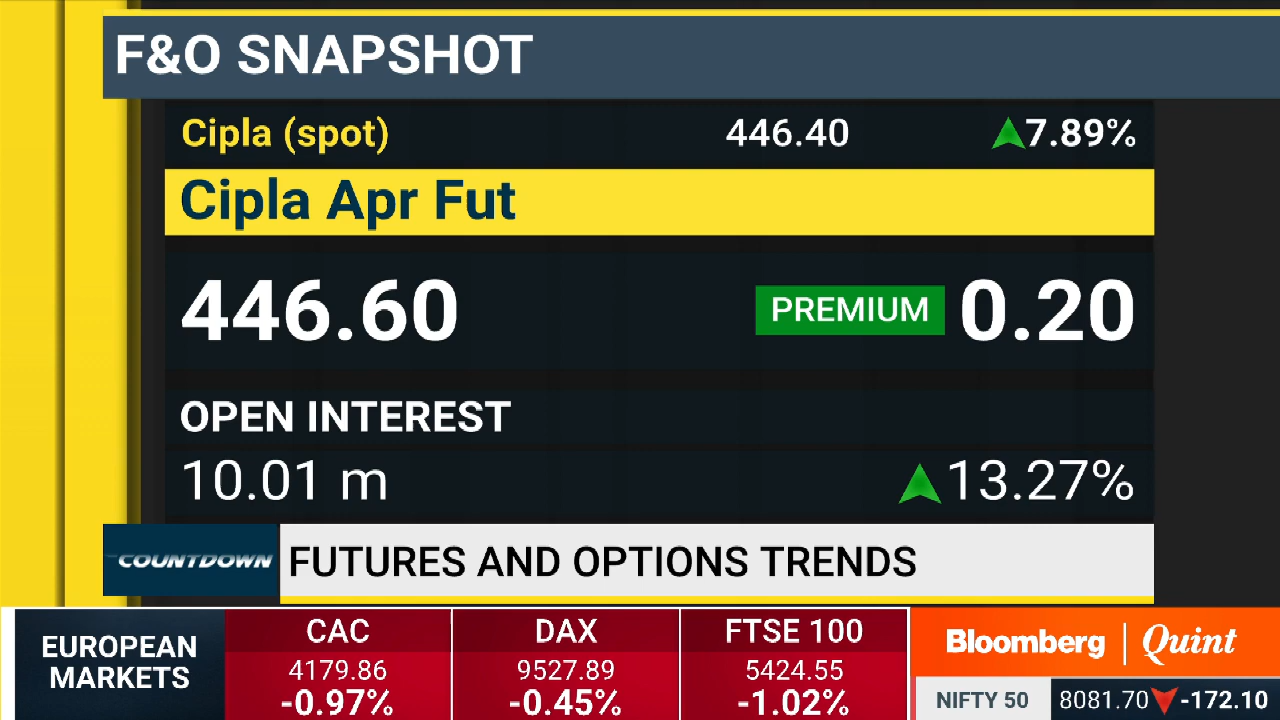 F&O SNAPSHOT
Cipla (spot) 446.40 ▲7.89%
Cipla Apr Fut
446.60 PREMIUM 0.20
OPEN INTEREST
10.01 m ▲13.27%
COUNTDOWN FUTURES AND OPTIONS TRENDS
EUROPEAN MARKETS
CAC
4179.86
-0.97%
DAX
9527.89
-0.45%
FTSE 100
5424.55
-1.02%
Bloomberg | Quint
NIFTY 50 8081.70▼-172.10